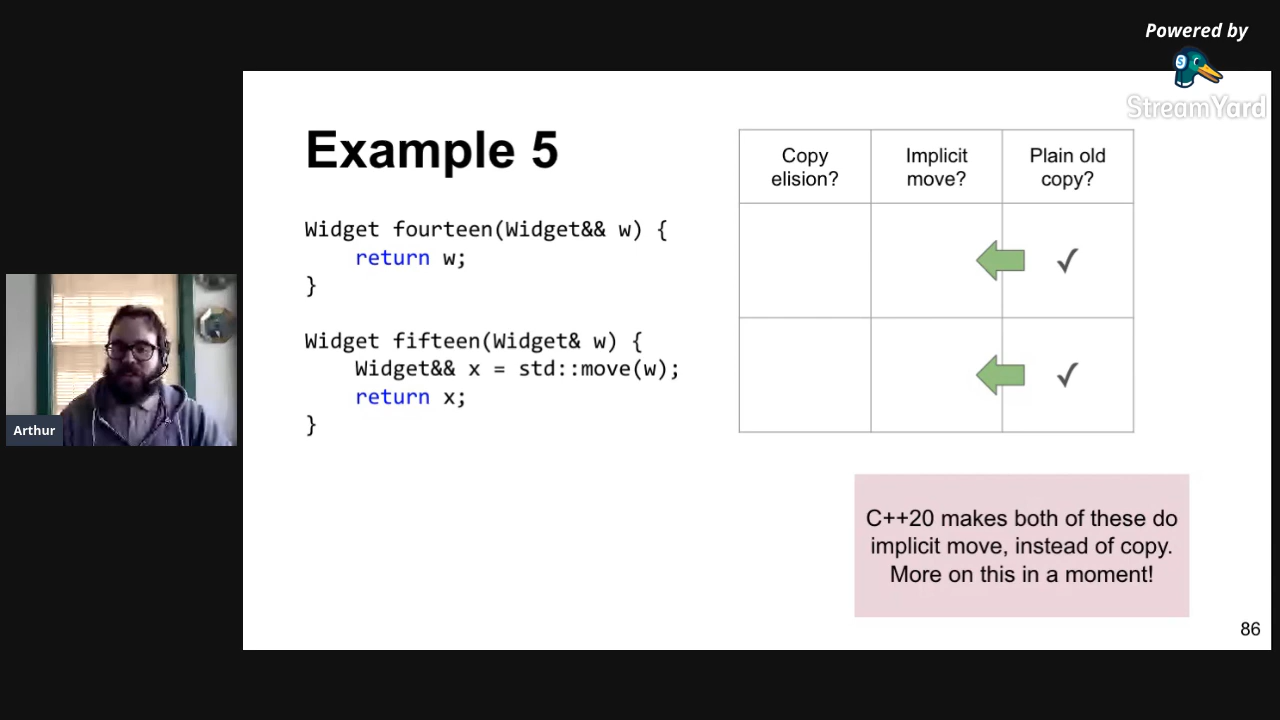 Powered by
StreamYard
Example 5
Widget fourteen(Widget&& w) {
    return w;
}
Widget fifteen(Widget& w) {
    Widget&& x = std::move(w);
    return x;
}
Copy elision?
Implicit move?
Plain old copy?
✓
✓
C++20 makes both of these do
implicit move, instead of copy.
More on this in a moment!
86
Arthur